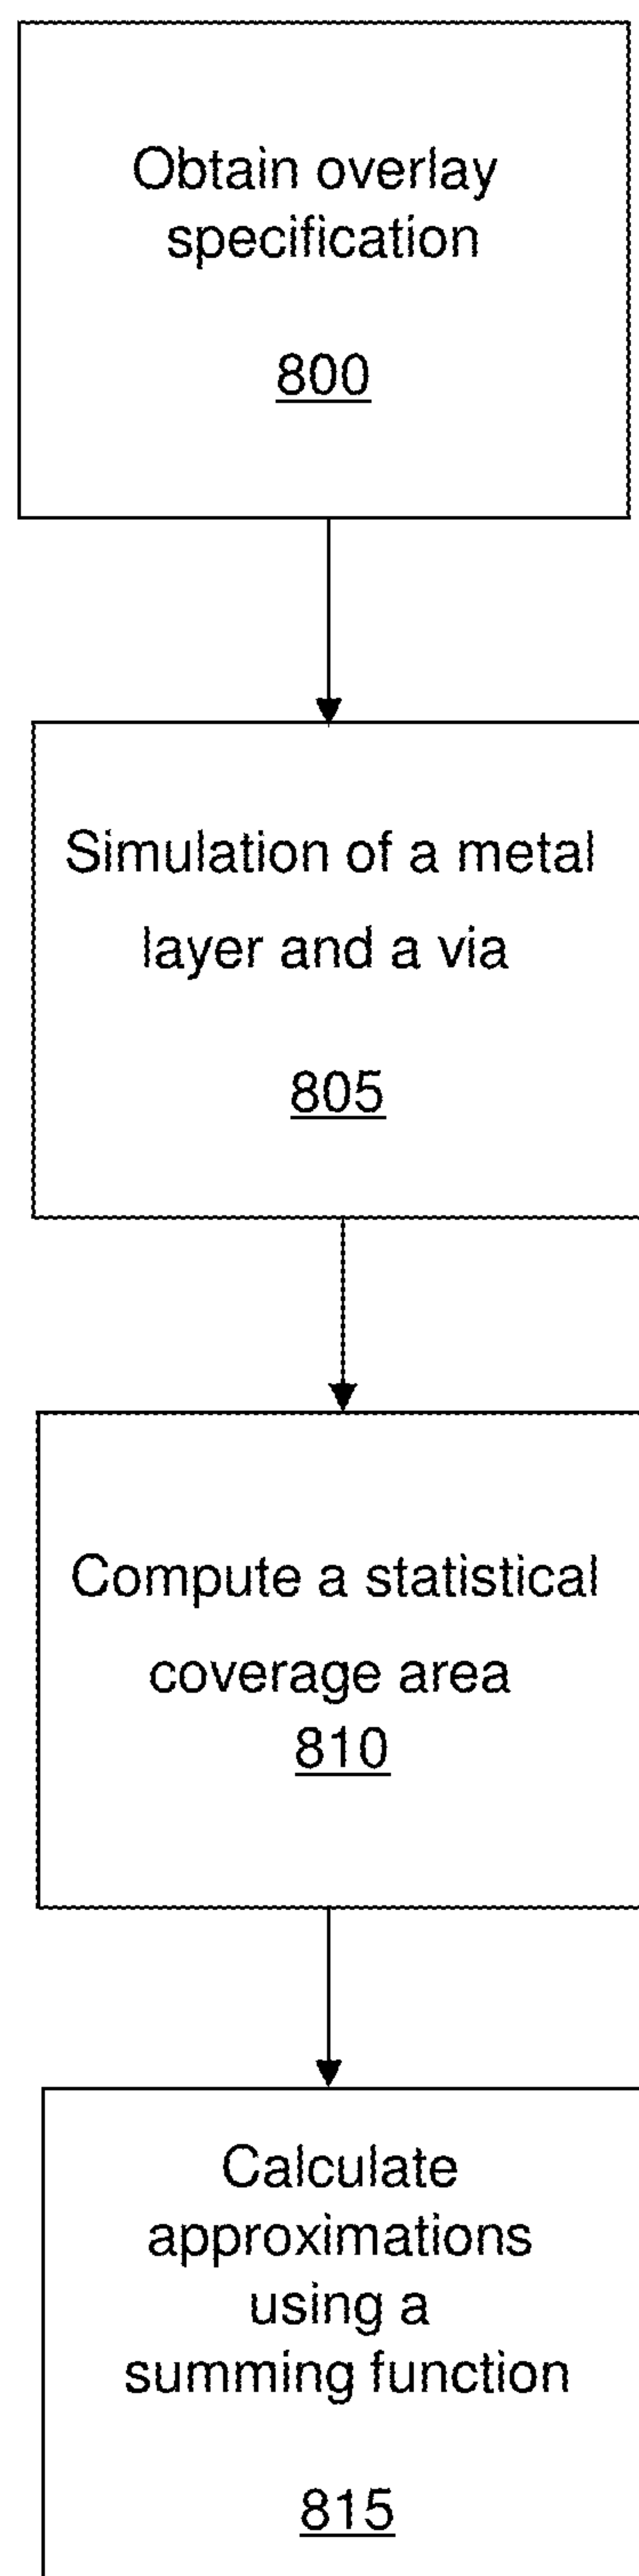 Obtain overlay
specification
800
Simulation of a metal
layer and a via
805
Compute a statistical
coverage area
810
Calculate
approximations
using a
summing function
815